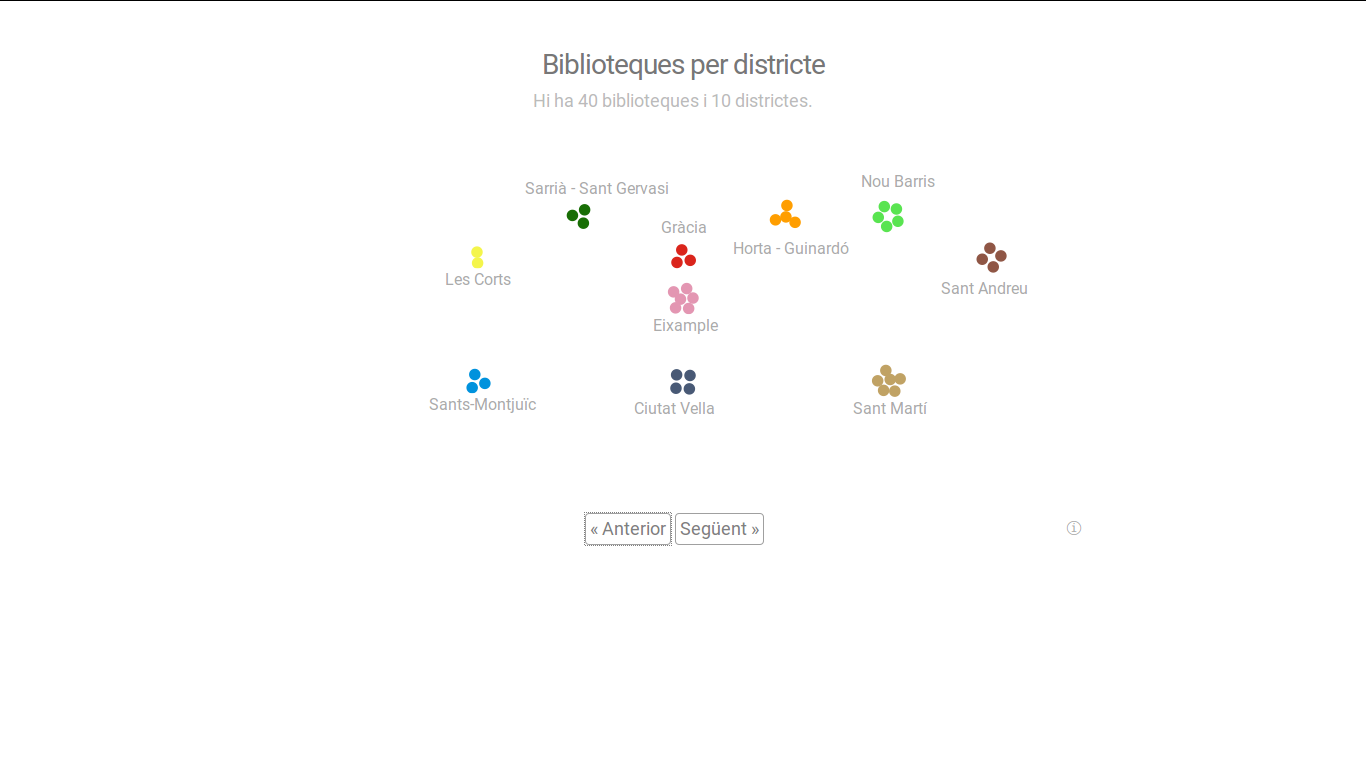 Biblioteques per districte
Hi ha 40 biblioteques i 10 districtes.
Nou Barris
Sarrià - Sant Gervasi
Gràcia
Horta - Guinardó
Les Corts
Sant Andreu
Eixample
Sants-Montjuïc
Ciutat Vella
Sant Martí
« Anterior
Següent »